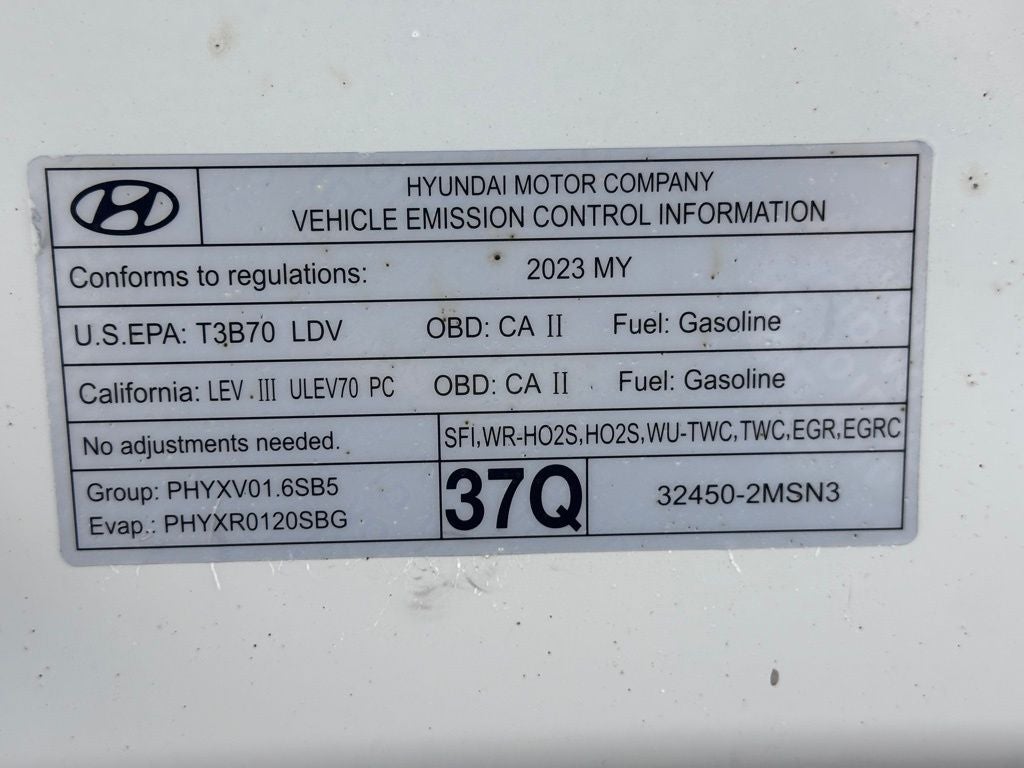 HYUNDAI MOTOR COMPANY
VEHICLE EMISSION CONTROL INFORMATION
Conforms to regulations: 2023 MY
U.S.EPA: T3B70 LDV OBD: CA II Fuel: Gasoline
California: LEV III ULEV70 PC OBD: CA II Fuel: Gasoline
No adjustments needed. SFI,WR-HO2S,HO2S,WU-TWC,TWC,EGR,EGRC
Group: PHYXV01.6SB5
Evap.: PHYXR0120SBG
37Q
32450-2MSN3